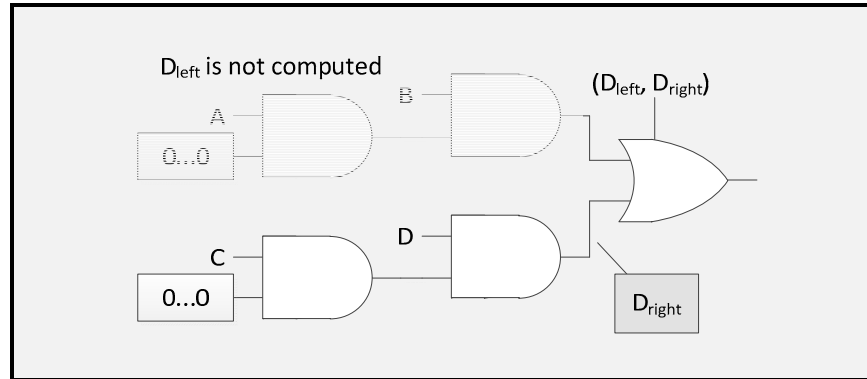 D_left is not computed
(D_left, D_right)
A
B
0...0
C
D
0...0
D_right